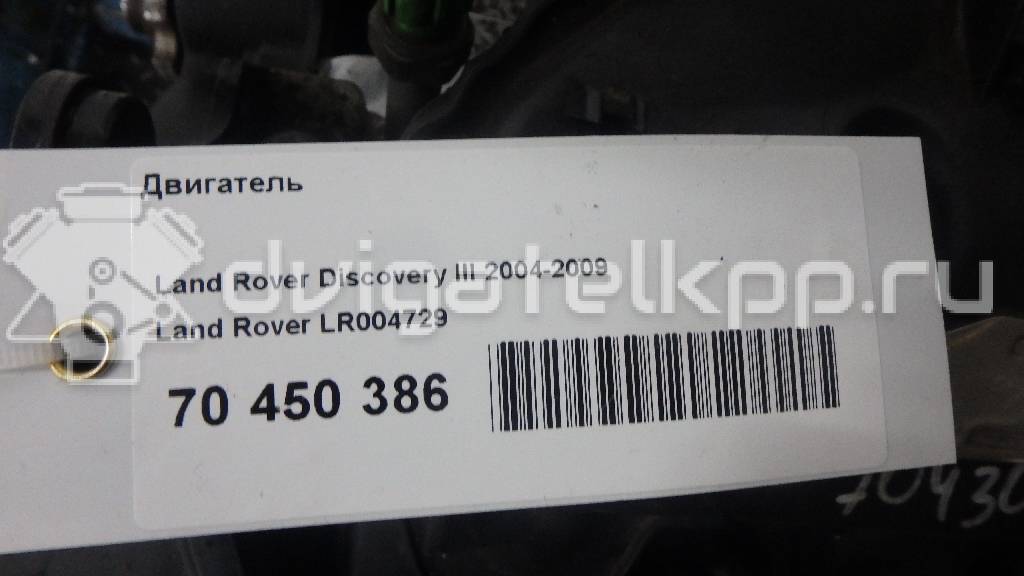 Двигатель
Land Rover Discovery III 2004-2009
dvigatelkpp.ru
Land Rover LR004729
70 450 386